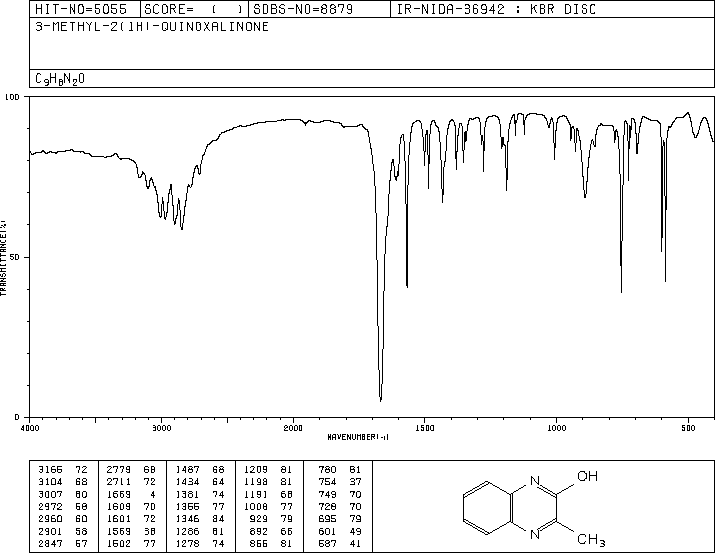 HIT-NO=5055 SCORE= ( ) SDBS-NO=8879 IR-NIDA-36942 : KBR DISC
3-METHYL-2(1H)-QUINOXALINONE
C9H8N2O
100
50
0
TRANSMITTANCE(%)
4000 3000 2000 1500 1000 500
WAVENUMBER(-1)
3166 72 2779 68 1487 68 1209 81 780 81
3104 68 2711 72 1434 64 1198 81 754 37
3007 60 1669 4 1381 74 1191 68 749 70
2972 68 1609 70 1355 77 1008 77 728 70
2960 60 1601 72 1346 84 929 79 695 79
2901 58 1569 38 1286 81 892 66 601 49
2847 57 1502 77 1278 74 866 81 587 41
N OH
N CH3